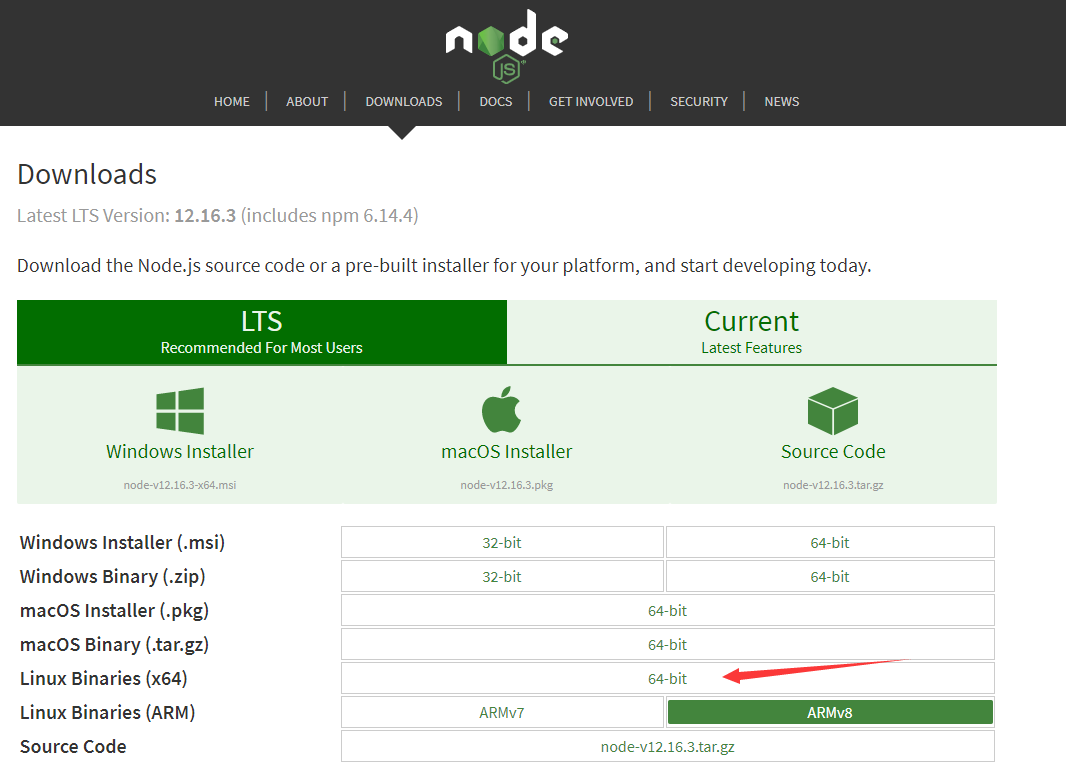 node
JS
HOME ABOUT DOWNLOADS DOCS GET INVOLVED SECURITY NEWS
Downloads
Latest LTS Version: 12.16.3 (includes npm 6.14.4)
Download the Node.js source code or a pre-built installer for your platform, and start developing today.
LTS
Recommended For Most Users
Current
Latest Features
Windows Installer
node-v12.16.3-x64.msi
macOS Installer
node-v12.16.3.pkg
Source Code
node-v12.16.3.tar.gz
Windows Installer (.msi) 32-bit 64-bit
Windows Binary (.zip) 32-bit 64-bit
macOS Installer (.pkg) 64-bit
macOS Binary (.tar.gz) 64-bit
Linux Binaries (x64) 64-bit
Linux Binaries (ARM) ARMv7 ARMv8
Source Code node-v12.16.3.tar.gz